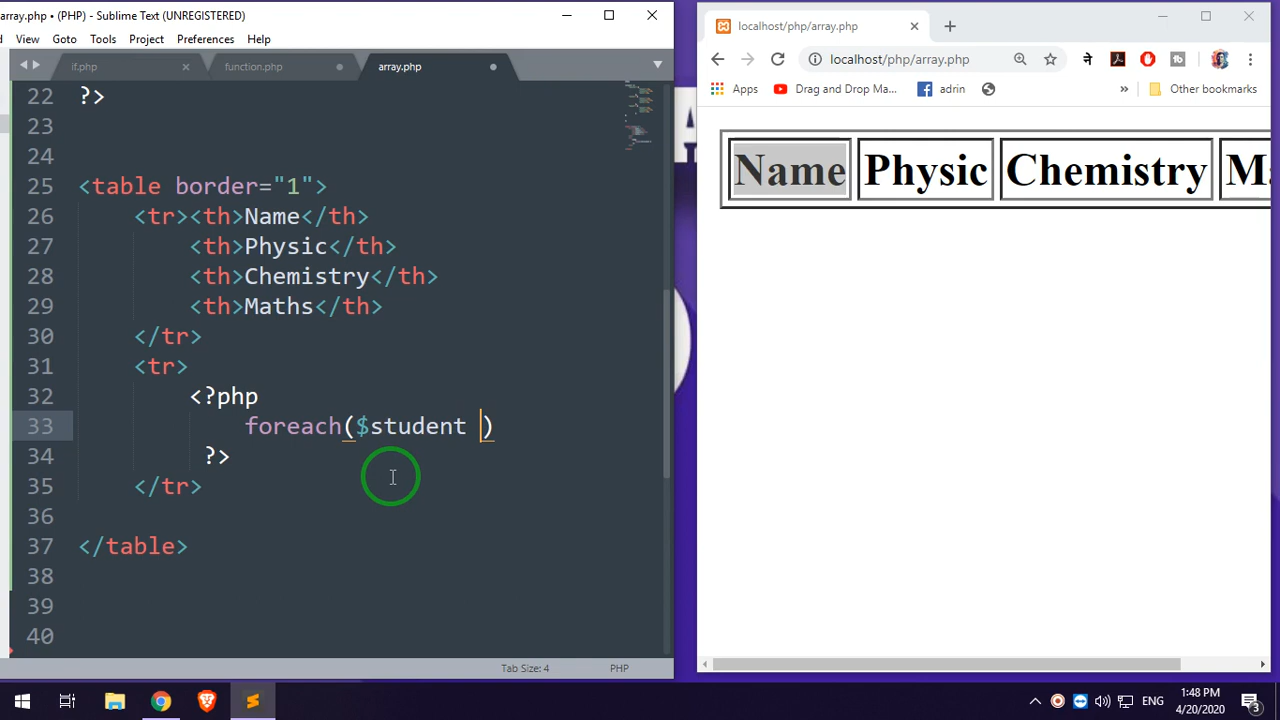 array.php • (PHP) - Sublime Text (UNREGISTERED)
View Goto Tools Project Preferences Help
if.php
function.php
array.php
22 ?>
23
24
25 <table border="1">
26 <tr><th>Name</th>
27 <th>Physic</th>
28 <th>Chemistry</th>
29 <th>Maths</th>
30 </tr>
31 <tr>
32 <?php
33 foreach($student )
34 ?>
35 </tr>
36
37 </table>
38
39
40
Tab Size: 4 PHP
localhost/php/array.php
localhost/php/array.php
Apps Drag and Drop Ma... adrin » Other bookmarks
Name Physic Chemistry
ENG
1:48 PM
4/20/2020
3